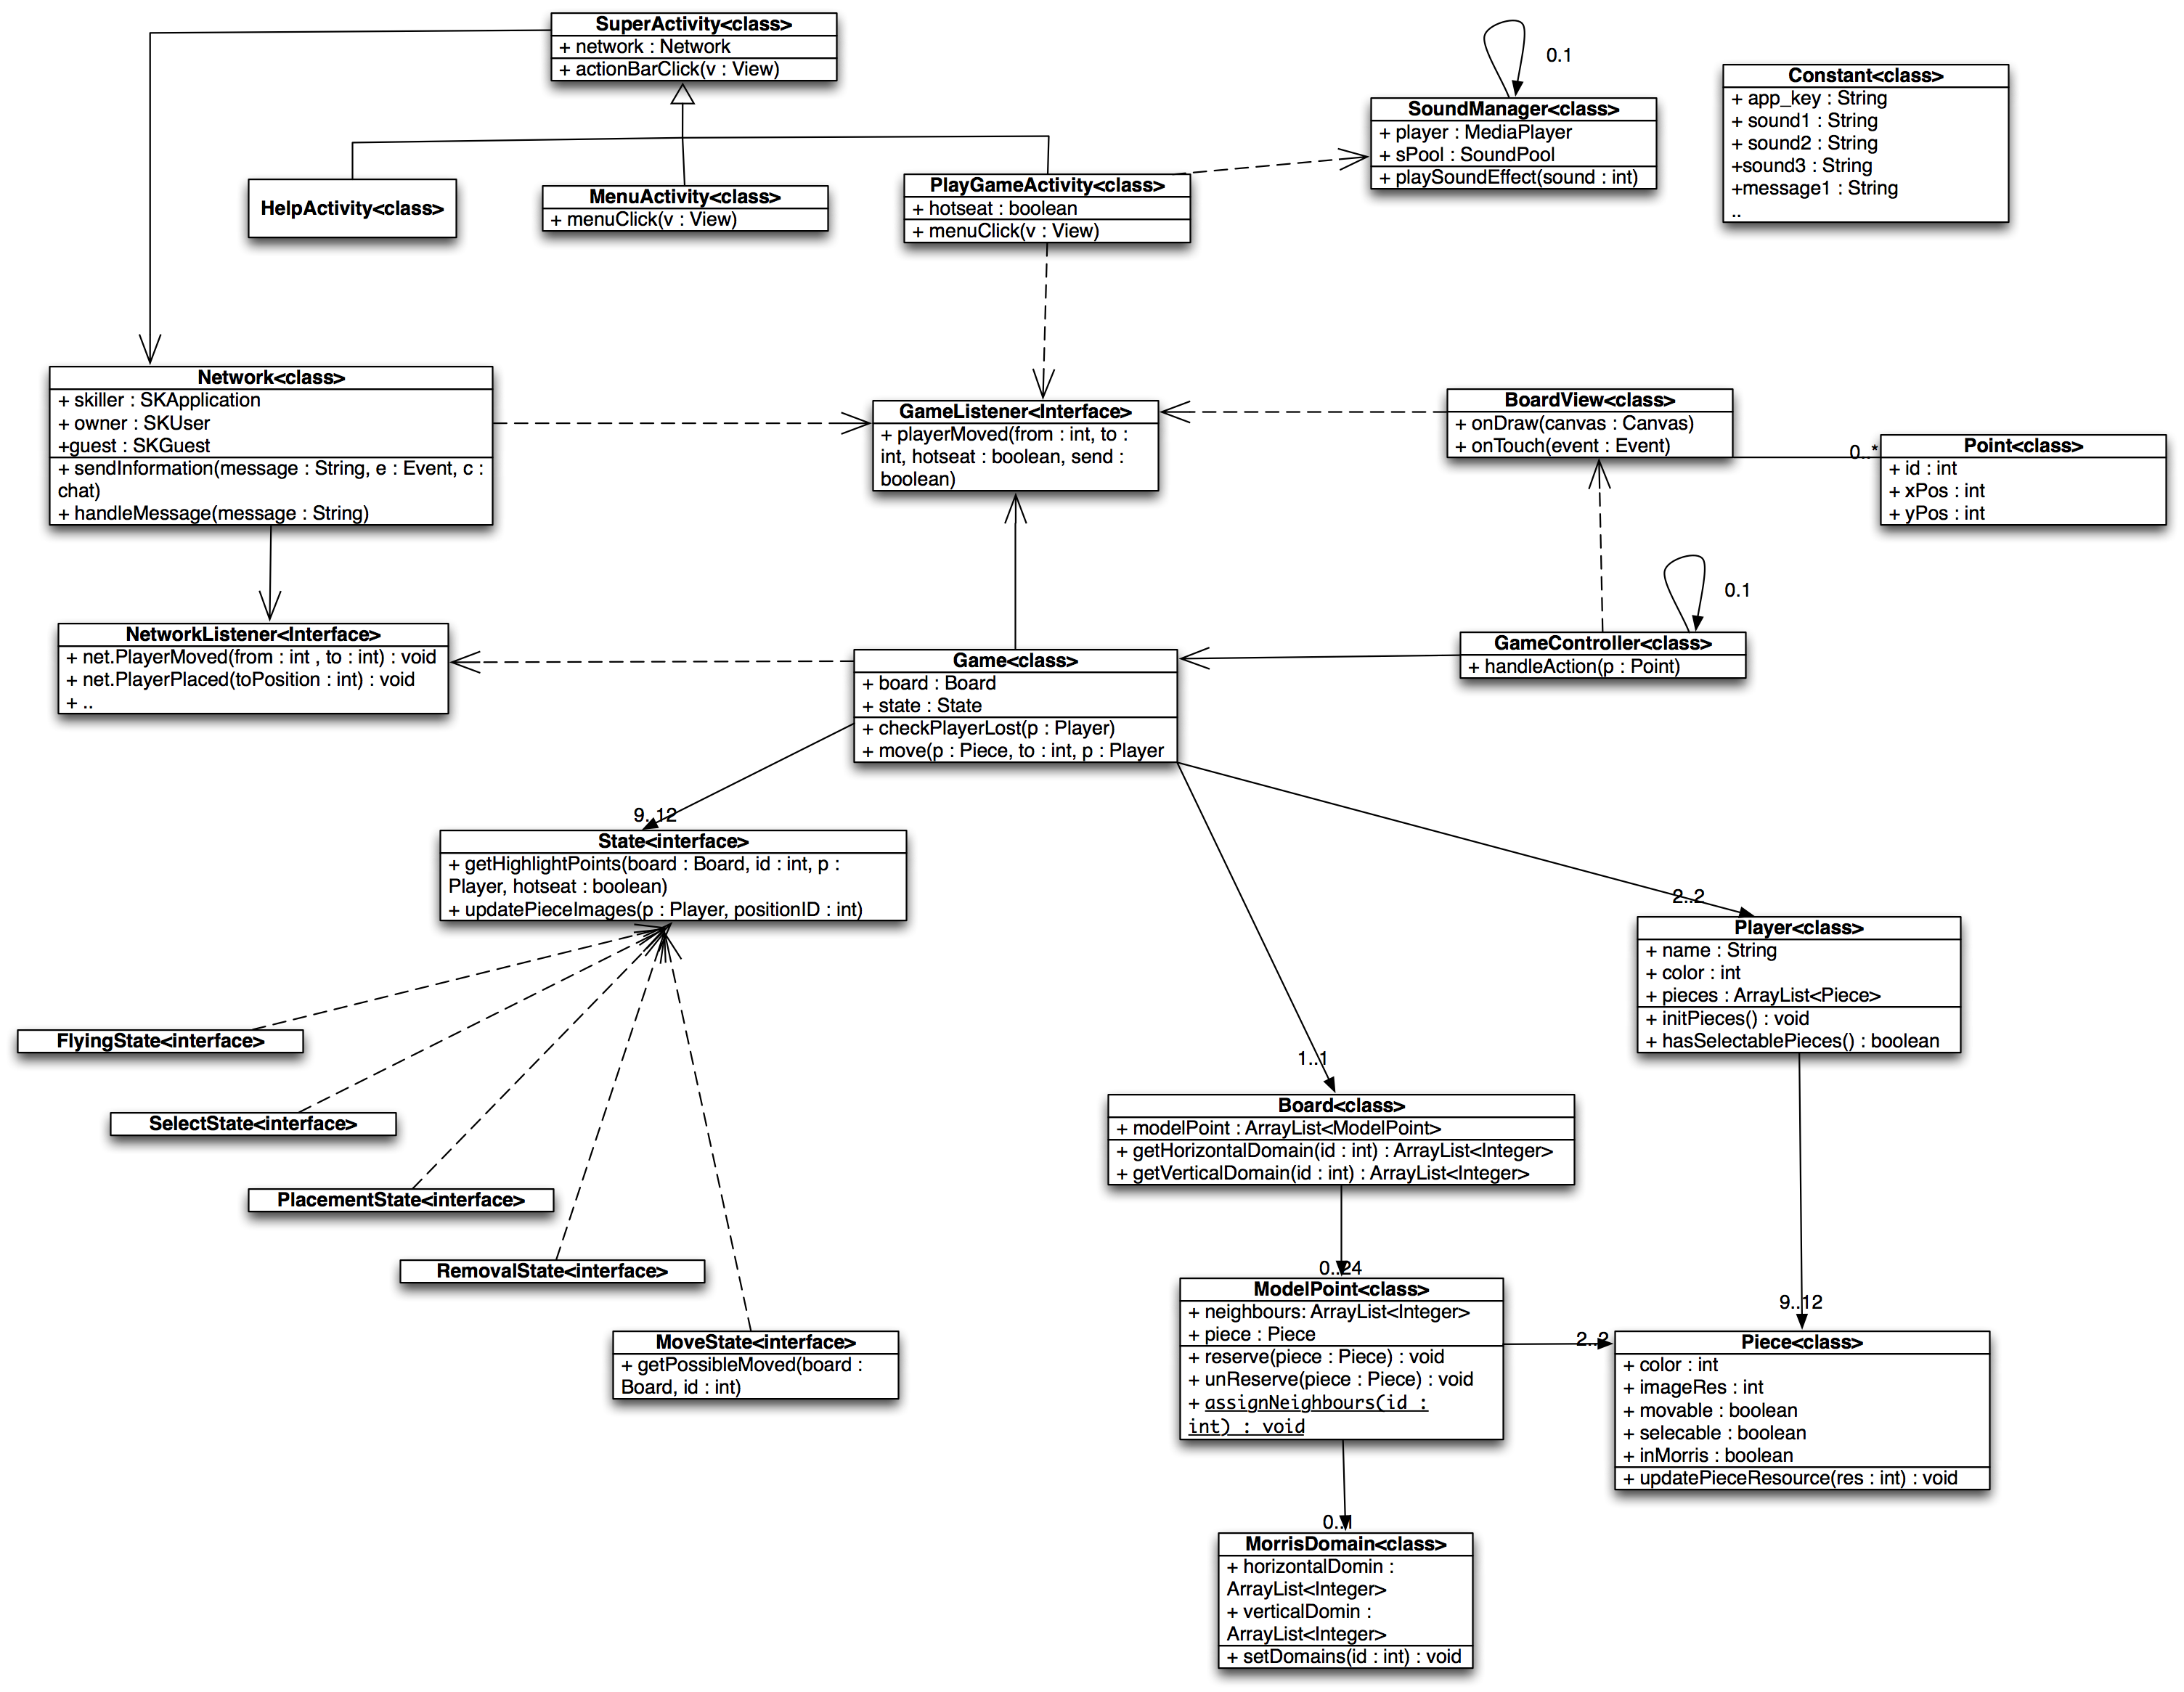 SuperActivity<class>
+ network : Network
+ actionBarClick(v : View)
0.1
SoundManager<class>
+ player : MediaPlayer
+ sPool : SoundPool
+ playSoundEffect(sound : int)
Constant<class>
+ app_key : String
+ sound1 : String
+ sound2 : String
+sound3 : String
+message1 : String
..
HelpActivity<class>
MenuActivity<class>
+ menuClick(v : View)
PlayGameActivity<class>
+ hotseat : boolean
+ menuClick(v : View)
Network<class>
+ skiller : SKApplication
+ owner : SKUser
+guest : SKGuest
+ sendInformation(message : String, e : Event, c :
chat)
+ handleMessage(message : String)
GameListener<Interface>
+ playerMoved(from : int, to :
int, hotseat : boolean, send :
boolean)
BoardView<class>
+ onDraw(canvas : Canvas)
+ onTouch(event : Event)
0..*
Point<class>
+ id : int
+ xPos : int
+ yPos : int
NetworkListener<Interface>
+ net.PlayerMoved(from : int , to : int) : void
+ net.PlayerPlaced(toPosition : int) : void
+ ..
Game<class>
+ board : Board
+ state : State
+ checkPlayerLost(p : Player)
+ move(p : Piece, to : int, p : Player
0.1
GameController<class>
+ handleAction(p : Point)
9..12
State<interface>
+ getHighlightPoints(board : Board, id : int, p :
Player, hotseat : boolean)
+ updatePieceImages(p : Player, positionID : int)
2..2
Player<class>
+ name : String
+ color : int
+ pieces : ArrayList<Piece>
+ initPieces() : void
+ hasSelectablePieces() : boolean
FlyingState<interface>
SelectState<interface>
PlacementState<interface>
RemovalState<interface>
MoveState<interface>
+ getPossibleMoved(board :
Board, id : int)
1..1
Board<class>
+ modelPoint : ArrayList<ModelPoint>
+ getHorizontalDomain(id : int) : ArrayList<Integer>
+ getVerticalDomain(id : int) : ArrayList<Integer>
0..24
ModelPoint<class>
+ neighbours: ArrayList<Integer>
+ piece : Piece
+ reserve(piece : Piece) : void
+ unReserve(piece : Piece) : void
+ assignNeighbours(id :
int) : void
2..2
9..12
Piece<class>
+ color : int
+ imageRes : int
+ movable : boolean
+ selecable : boolean
+ inMorris : boolean
+ updatePieceResource(res : int) : void
0..1
MorrisDomain<class>
+ horizontalDomin :
ArrayList<Integer>
+ verticalDomin :
ArrayList<Integer>
+ setDomains(id : int) : void